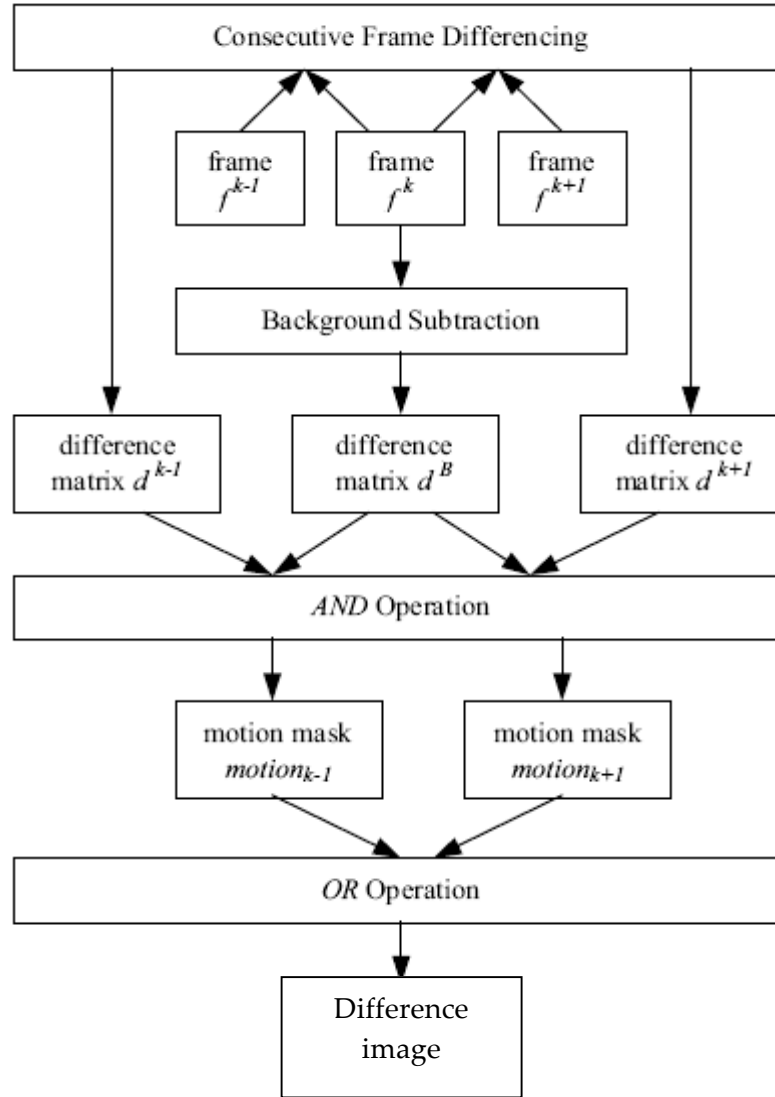 Consecutive Frame Differencing
frame
f^{k-1}
frame
f^{k}
frame
f^{k+1}
Background Subtraction
difference
matrix d^{k-1}
difference
matrix d^{B}
difference
matrix d^{k+1}
AND Operation
motion mask
motion_{k-1}
motion mask
motion_{k+1}
OR Operation
Difference
image